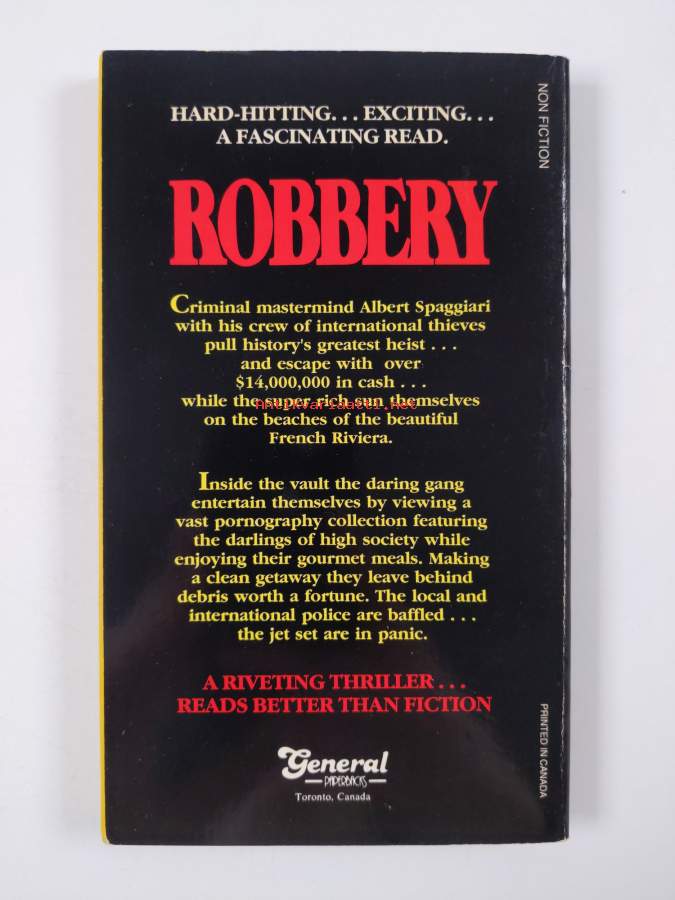 HARD-HITTING. . . EXCITING. . .
A FASCINATING READ.
NON FICTION
ROBBERY
Criminal mastermind Albert Spaggiari
with his crew of international thieves
pull history's greatest heist . . .
and escape with over
$14,000,000 in cash . . .
while the super rich sun themselves
antikvariaatti.net
on the beaches of the beautiful
French Riviera.
Inside the vault the daring gang
entertain themselves by viewing a
vast pornography collection featuring
the darlings of high society while
enjoying their gourmet meals. Making
a clean getaway they leave behind
debris worth a fortune. The local and
international police are baffled . . .
the jet set are in panic.
A RIVETING THRILLER . . .
READS BETTER THAN FICTION
General
PAPERBACKS
Toronto, Canada
PRINTED IN CANADA